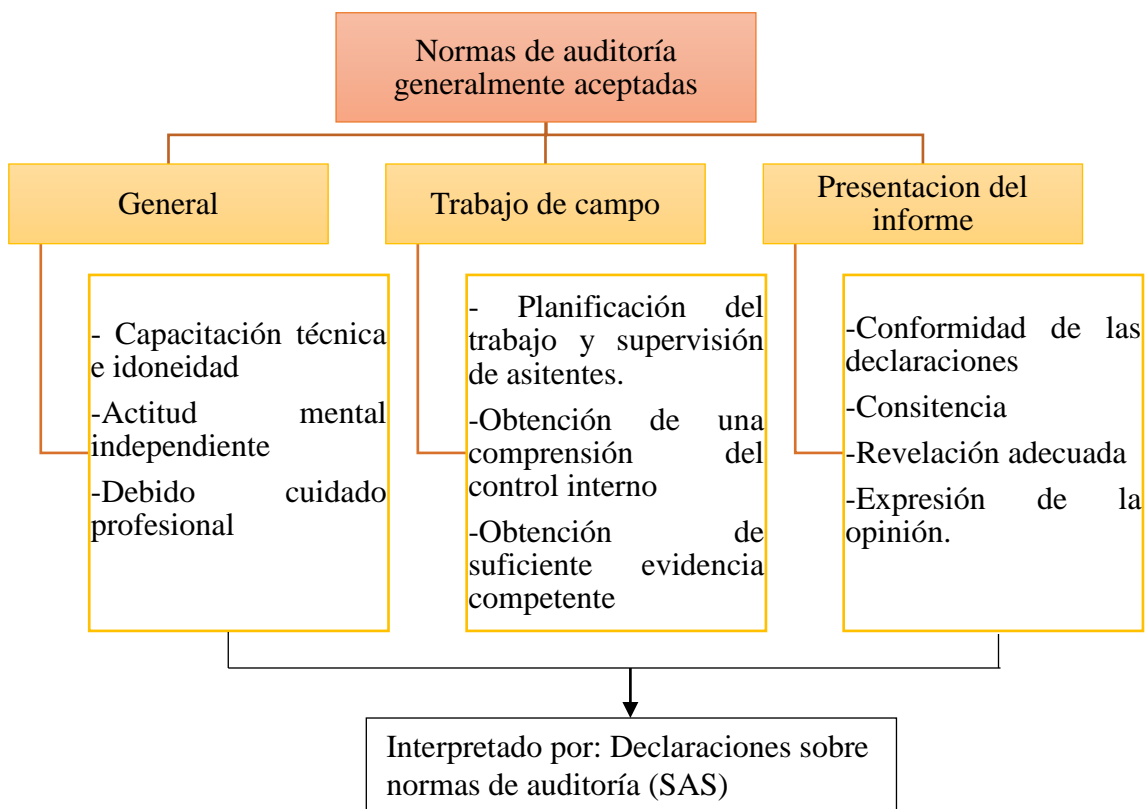 Normas de auditoría
generalmente aceptadas
General
Trabajo de campo
Presentacion del
informe
- Capacitación técnica
e idoneidad
-Actitud mental
independiente
-Debido cuidado
profesional
- Planificación del
trabajo y supervisión
de asitentes.
-Obtención de una
comprensión del
control interno
-Obtención de
suficiente evidencia
competente
-Conformidad de las
declaraciones
-Consitencia
-Revelación adecuada
-Expresión de la
opinión.
Interpretado por: Declaraciones sobre
normas de auditoría (SAS)